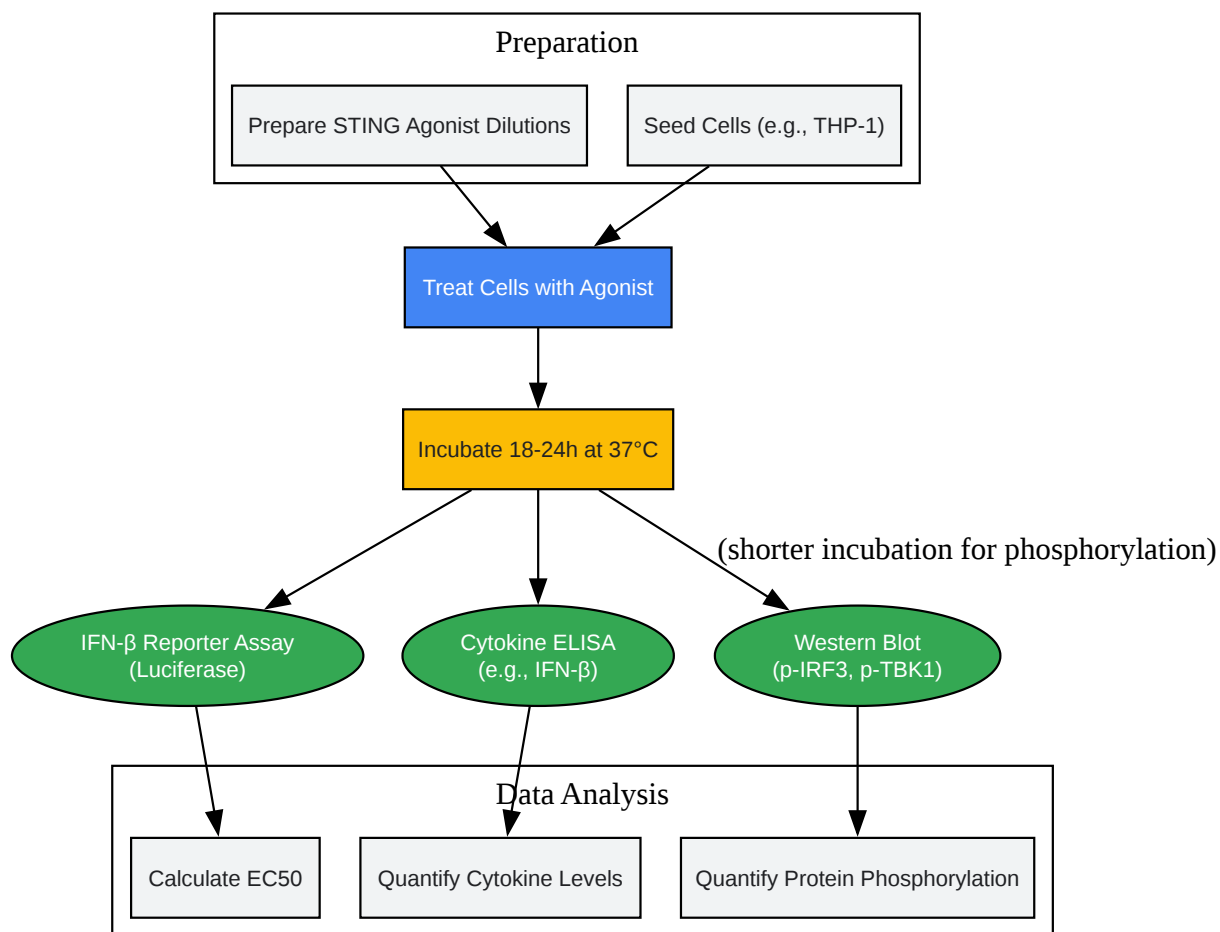 Preparation
Prepare STING Agonist Dilutions
Seed Cells (e.g., THP-1)
Treat Cells with Agonist
Incubate 18-24h at 37°C
(shorter incubation for phosphorylation)
IFN-β Reporter Assay
(Luciferase)
Cytokine ELISA
(e.g., IFN-β)
Western Blot
(p-IRF3, p-TBK1)
Data Analysis
Calculate EC50
Quantify Cytokine Levels
Quantify Protein Phosphorylation